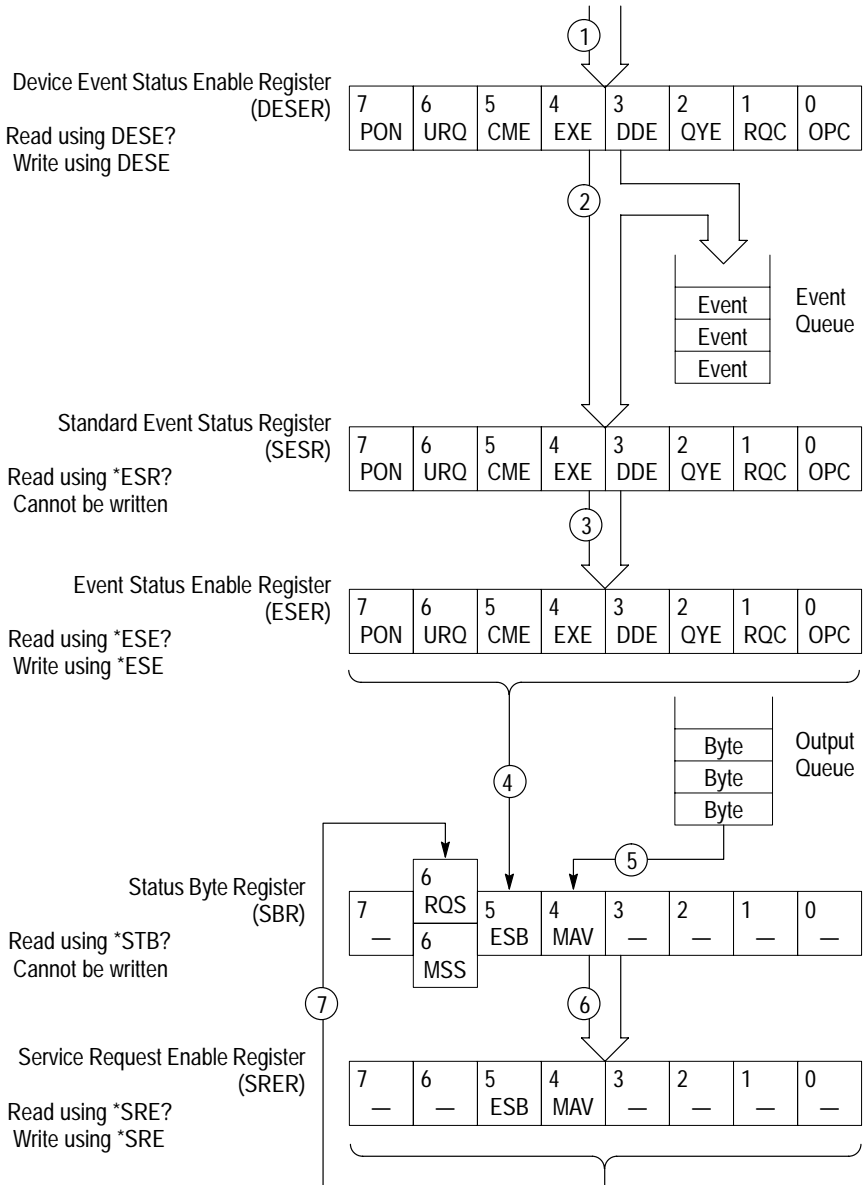 1
Device Event Status Enable Register
(DESER)
Read using DESE?
Write using DESE
7 6 5 4 3 2 1 0
PON URQ CME EXE DDE QYE RQC OPC
2
Event
Event
Event
Event
Queue
Standard Event Status Register
(SESR)
Read using *ESR?
Cannot be written
7 6 5 4 3 2 1 0
PON URQ CME EXE DDE QYE RQC OPC
3
Event Status Enable Register
(ESER)
Read using *ESE?
Write using *ESE
7 6 5 4 3 2 1 0
PON URQ CME EXE DDE QYE RQC OPC
4
Byte
Byte
Byte
Output
Queue
5
Status Byte Register
(SBR)
Read using *STB?
Cannot be written
6
RQS
6
MSS
7 5 4 3 2 1 0
— ESB MAV — — — —
7
6
Service Request Enable Register
(SRER)
Read using *SRE?
Write using *SRE
7 6 5 4 3 2 1 0
— — ESB MAV — — — —